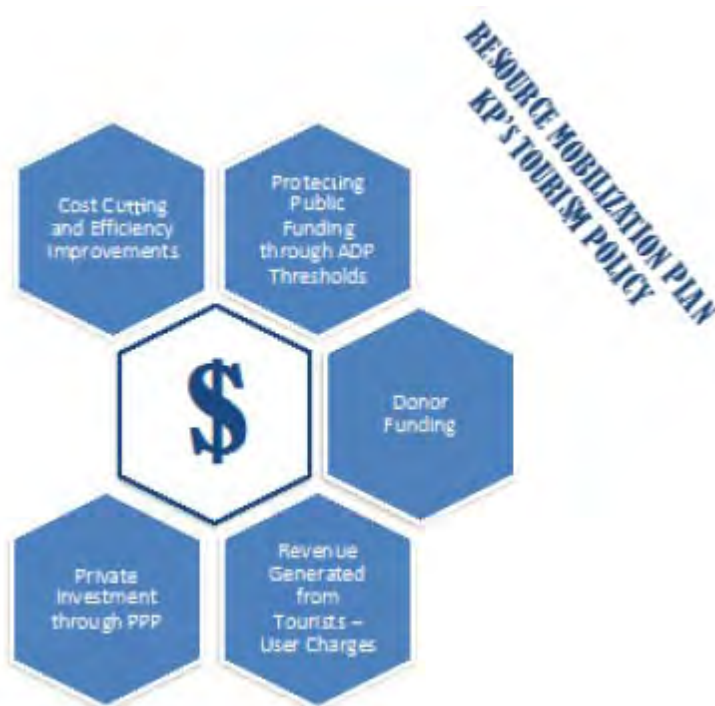 RESOURCE MOBILIZATION PLAN
KP'S TOURISM POLICY
Cost Cutting
and Efficiency
Improvements
Protecting
Public
Funding
through ADP
Thresholds
$
Donor
Funding
Private
Investment
through PPP
Revenue
Generated
from
Tourists –
User Charges